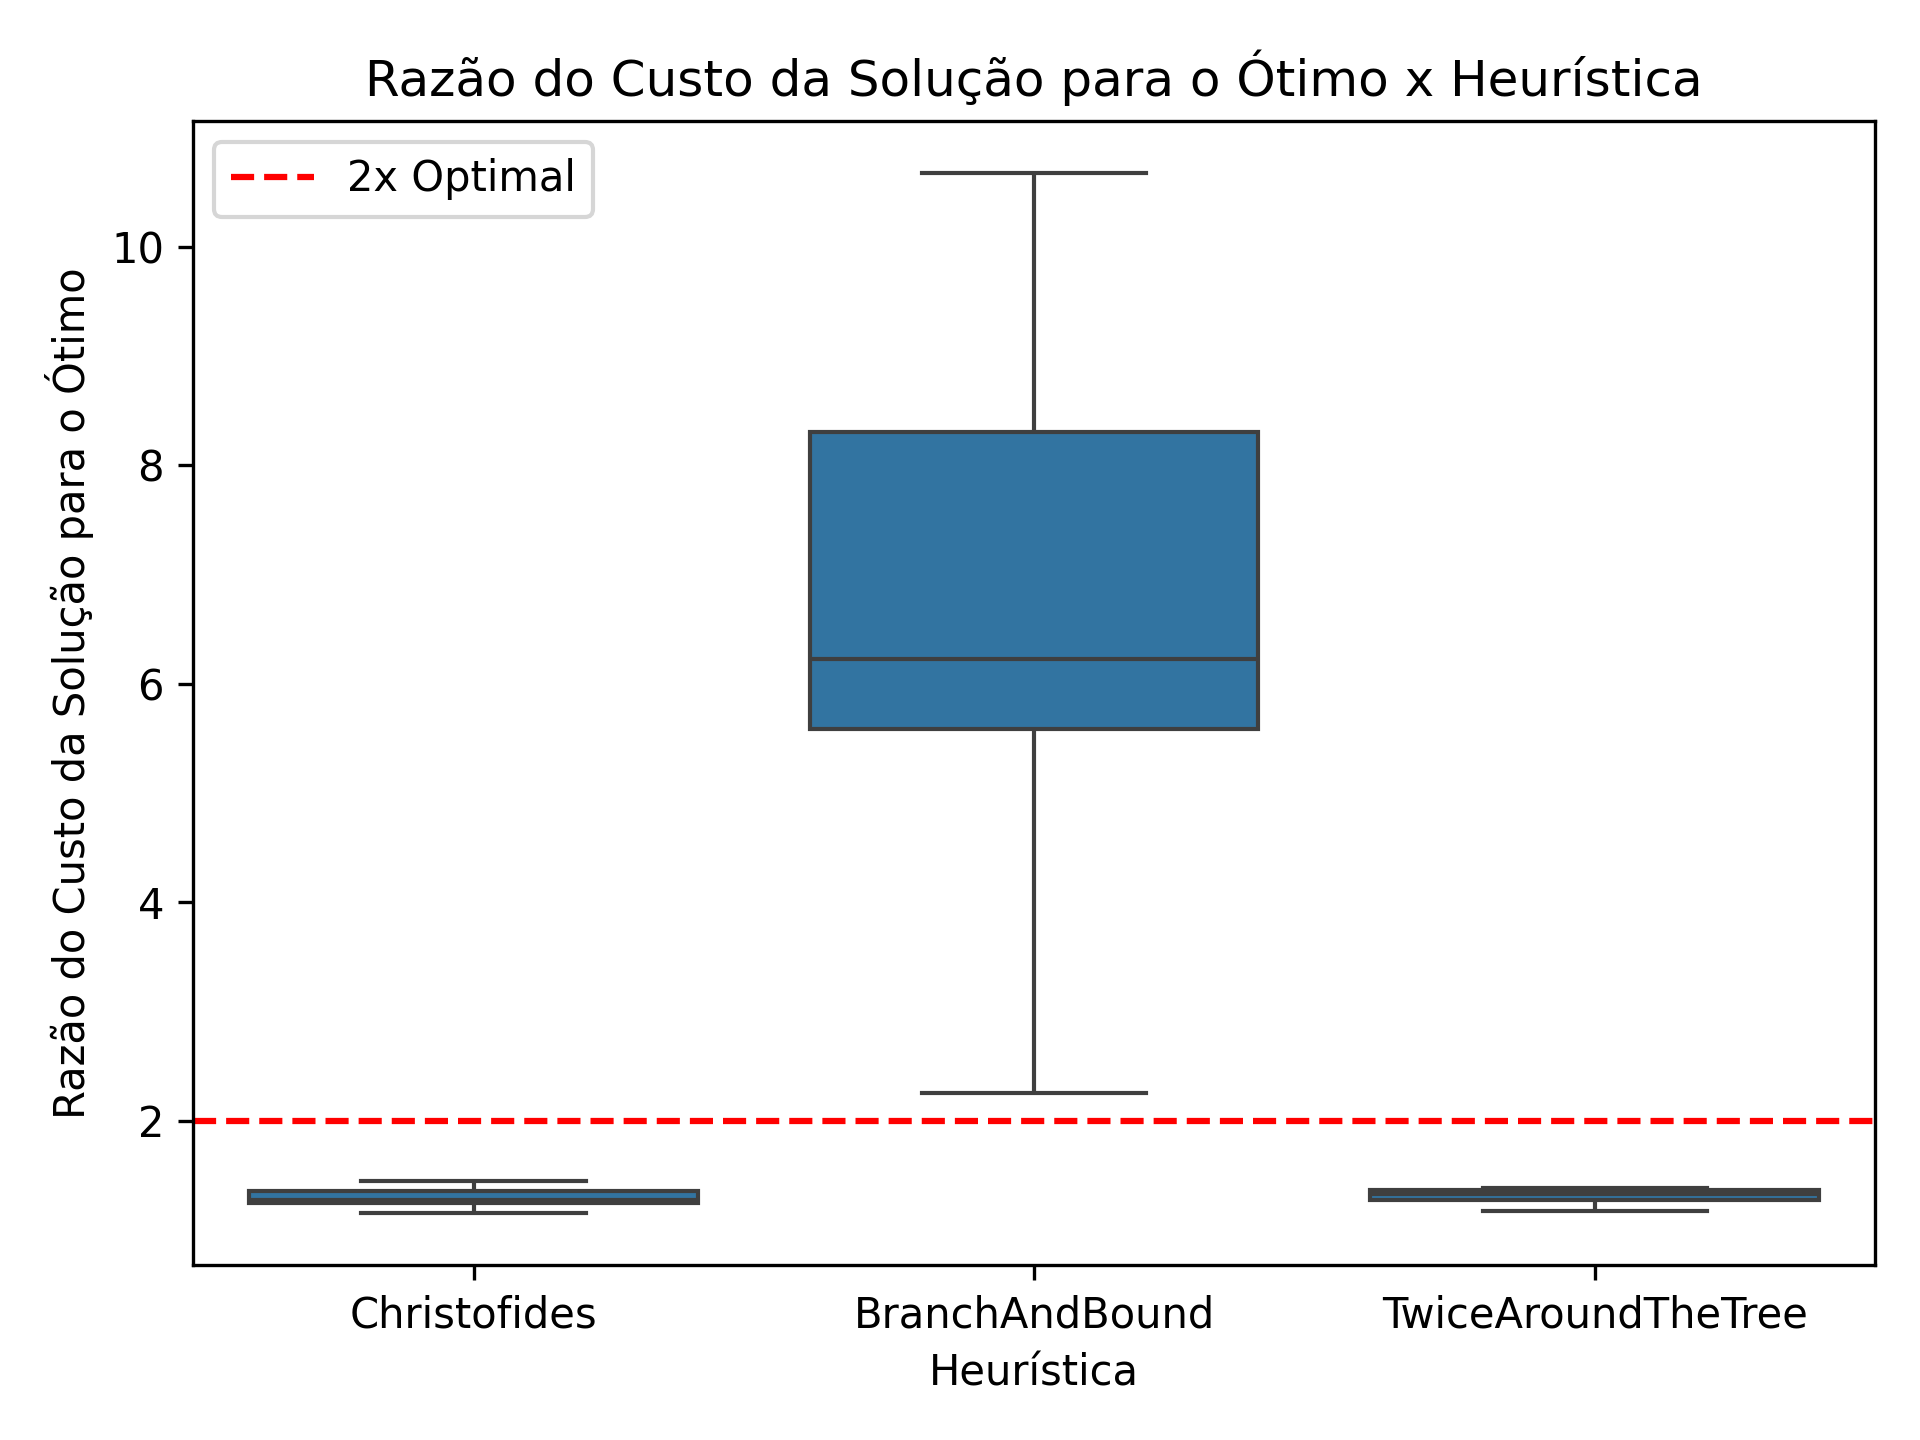 Razão do Custo da Solução para o Ótimo x Heurística
2x Optimal
Razão do Custo da Solução para o Ótimo
10
8
6
4
2
Christofides
BranchAndBound
TwiceAroundTheTree
Heurística